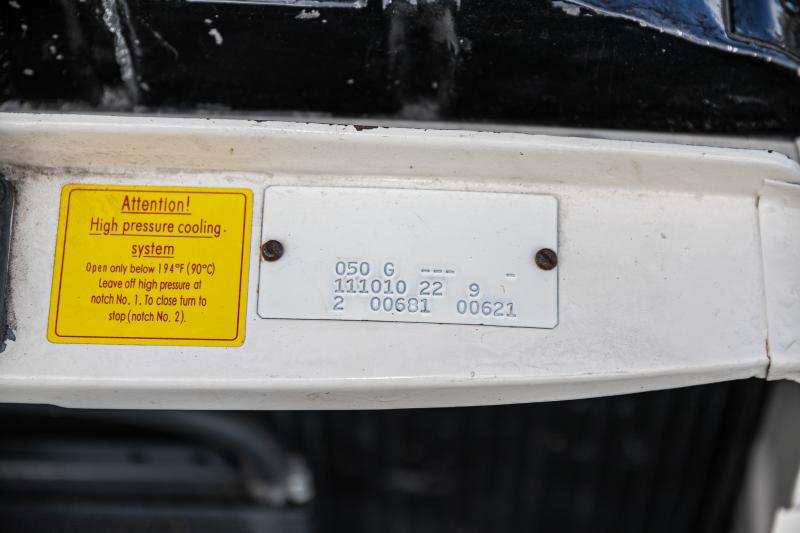 Attention!
High pressure cooling.
system
Open only below 194°F (90°C)
Leave off high pressure at
notch No. 1. To close turn to
stop (notch No. 2).
050 G --- -
111010 22 9
2 00681 00621